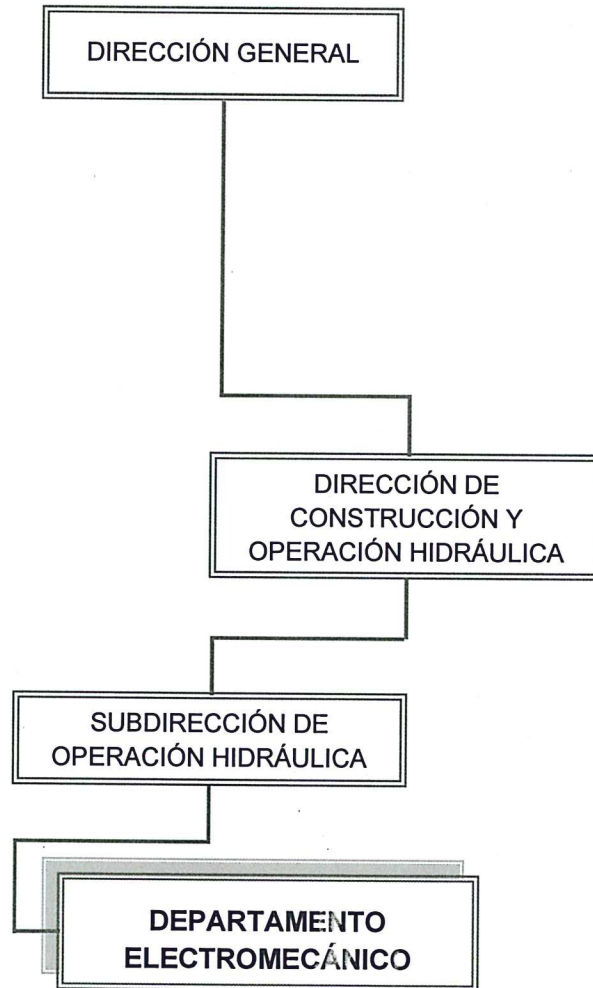 DIRECCIÓN GENERAL
DIRECCIÓN DE
CONSTRUCCIÓN Y
OPERACIÓN HIDRÁULICA
SUBDIRECCIÓN DE
OPERACIÓN HIDRÁULICA
DEPARTAMENTO
ELECTROMECÁNICO